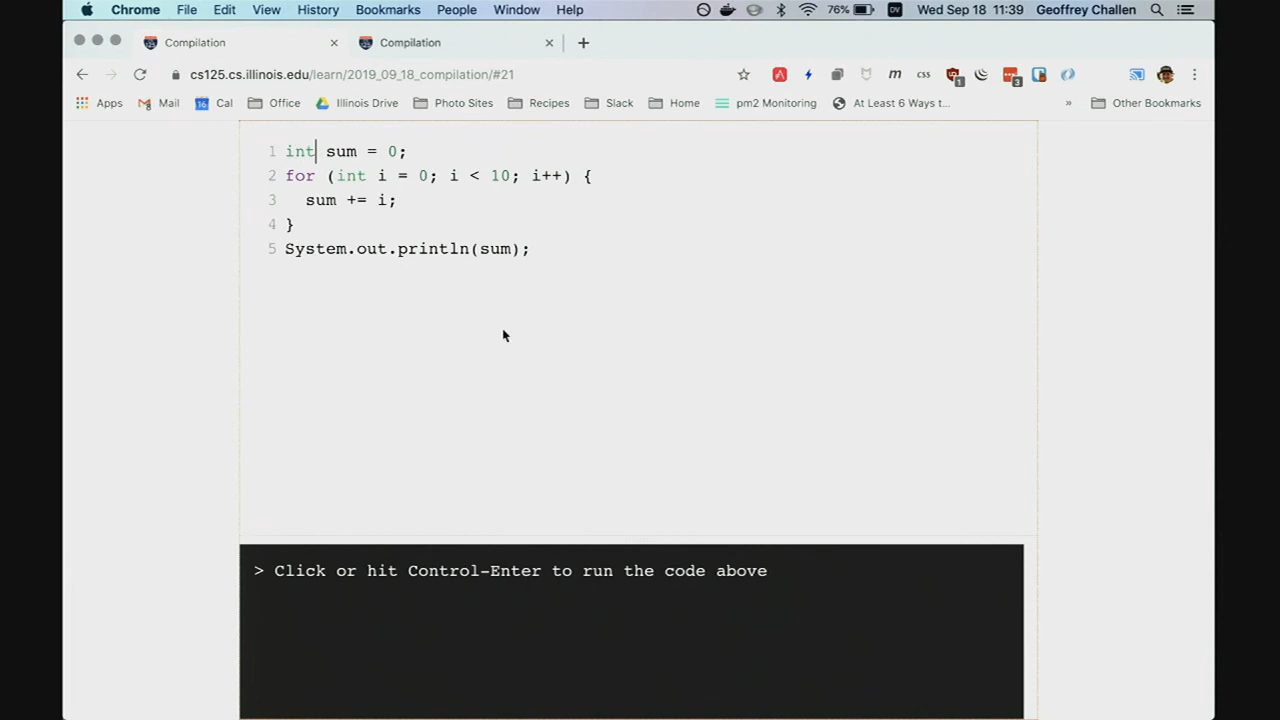 Chrome File Edit View History Bookmarks People Window Help 76% DV Wed Sep 18 11:39 Geoffrey Challen
Compilation × Compilation × +
cs125.cs.illinois.edu/learn/2019_09_18_compilation/#21
Apps Mail 16 Cal Office Illinois Drive Photo Sites Recipes Slack Home pm2 Monitoring At Least 6 Ways t... » Other Bookmarks
1 int sum = 0;
2 for (int i = 0; i < 10; i++) {
3 sum += i;
4 }
5 System.out.println(sum);
> Click or hit Control-Enter to run the code above